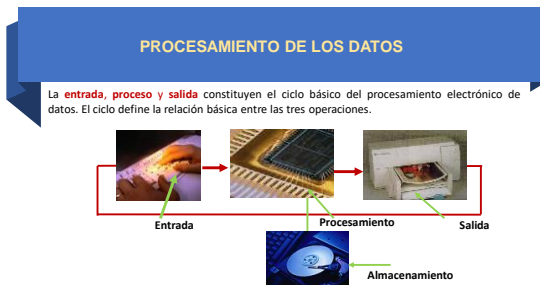 PROCESAMIENTO DE LOS DATOS
La entrada, proceso y salida constituyen el ciclo básico del procesamiento electrónico de
datos. El ciclo define la relación básica entre las tres operaciones.
Entrada
Procesamiento
Salida
Almacenamiento